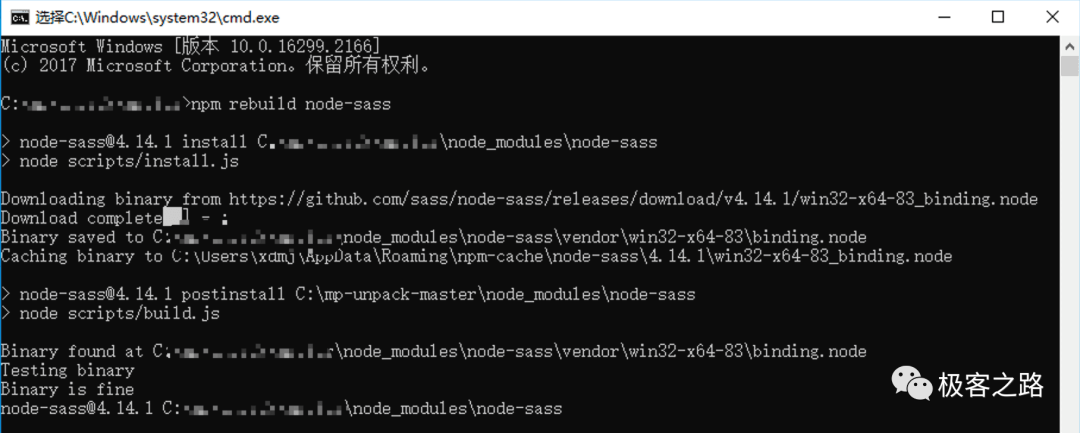 选择C:\Windows\system32\cmd.exe
Microsoft Windows [版本 10.0.16299.2166]
(c) 2017 Microsoft Corporation。保留所有权利。
C: >npm rebuild node-sass
> node-sass@4.14.1 install C \node_modules\node-sass
> node scripts/install.js
Downloading binary from https://github.com/sass/node-sass/releases/download/v4.14.1/win32-x64-83_binding.node
Download complete ] - :
Binary saved to C: node_modules\node-sass\vendor\win32-x64-83\binding.node
Caching binary to C:\Users\xdmj\AppData\Roaming\npm-cache\node-sass\4.14.1\win32-x64-83_binding.node
> node-sass@4.14.1 postinstall C:\mp-unpack-master\node_modules\node-sass
> node scripts/build.js
Binary found at C \node_modules\node-sass\vendor\win32-x64-83\binding.node
Testing binary
Binary is fine
node-sass@4.14.1 C: \node_modules\node-sass
极客之路